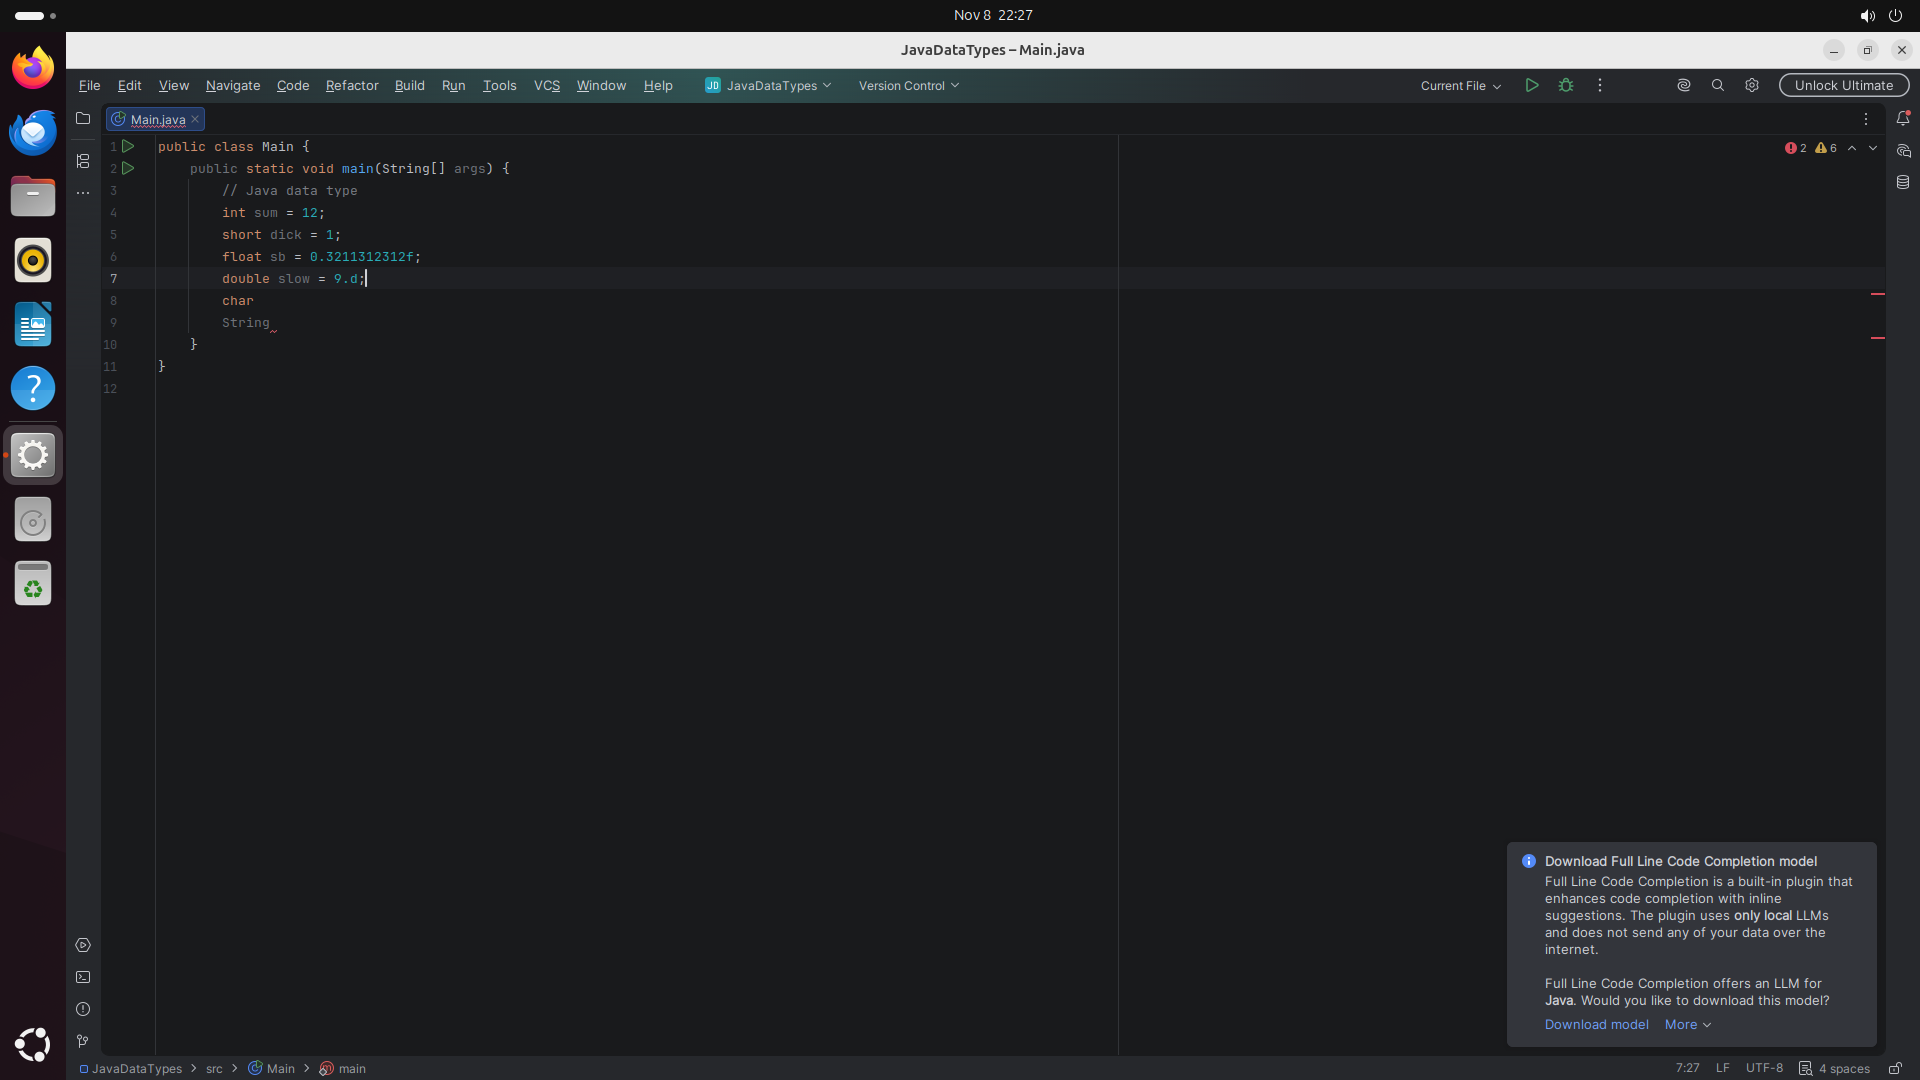 Nov 8 22:27
JavaDataTypes – Main.java
File Edit View Navigate Code Refactor Build Run Tools VCS Window Help JD JavaDataTypes Version Control Current File Unlock Ultimate
Main.java
1 public class Main { 2 6
2 public static void main(String[] args) {
3 // Java data type
4 int sum = 12;
5 short dick = 1;
6 float sb = 0.3211312312f;
7 double slow = 9.d;
8 char
9 String
10 }
11 }
12
Download Full Line Code Completion model
Full Line Code Completion is a built-in plugin that
enhances code completion with inline
suggestions. The plugin uses only local LLMs
and does not send any of your data over the
internet.
Full Line Code Completion offers an LLM for
Java. Would you like to download this model?
Download model More
JavaDataTypes > src > Main > main 7:27 LF UTF-8 4 spaces